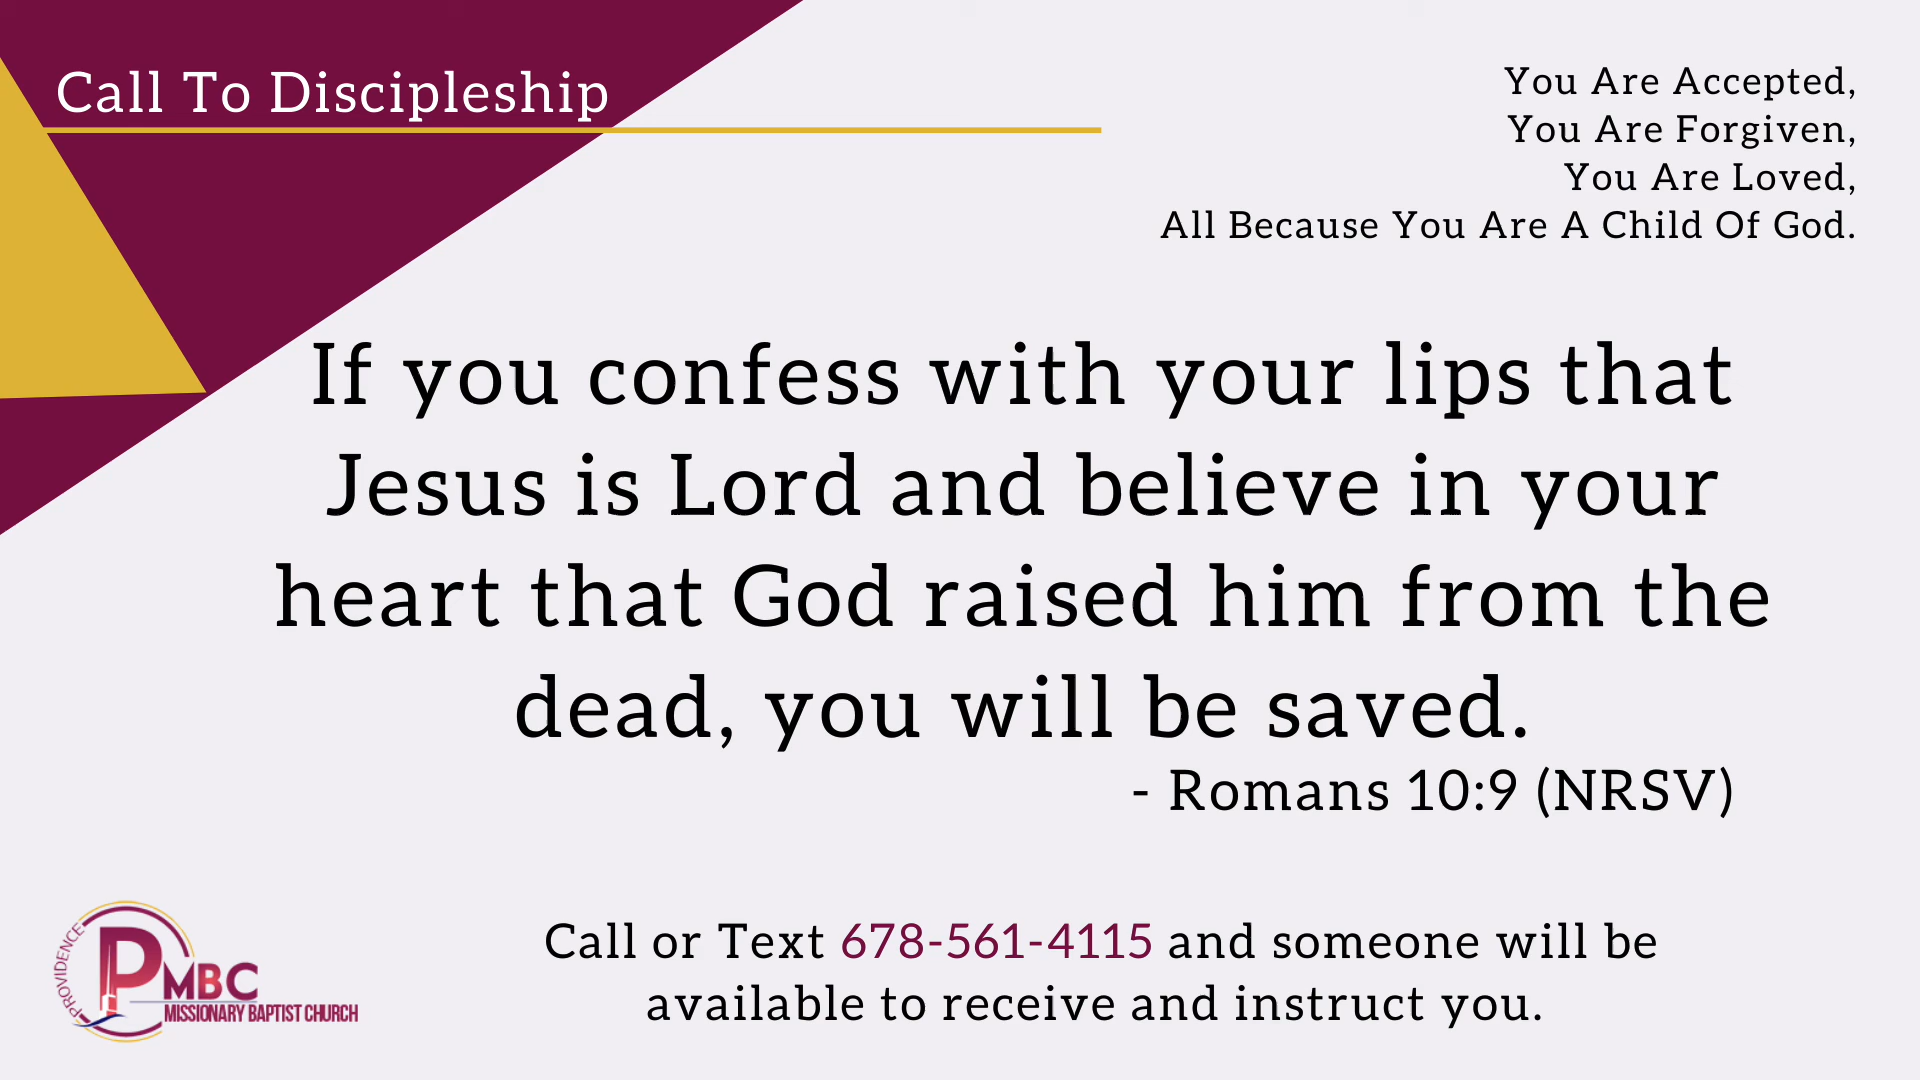 Call To Discipleship
You Are Accepted,
You Are Forgiven,
You Are Loved,
All Because You Are A Child Of God.
If you confess with your lips that
Jesus is Lord and believe in your
heart that God raised him from the
dead, you will be saved.
- Romans 10:9 (NRSV)
Call or Text 678-561-4115 and someone will be
available to receive and instruct you.
PROVIDENCE
PMBC
MISSIONARY BAPTIST CHURCH